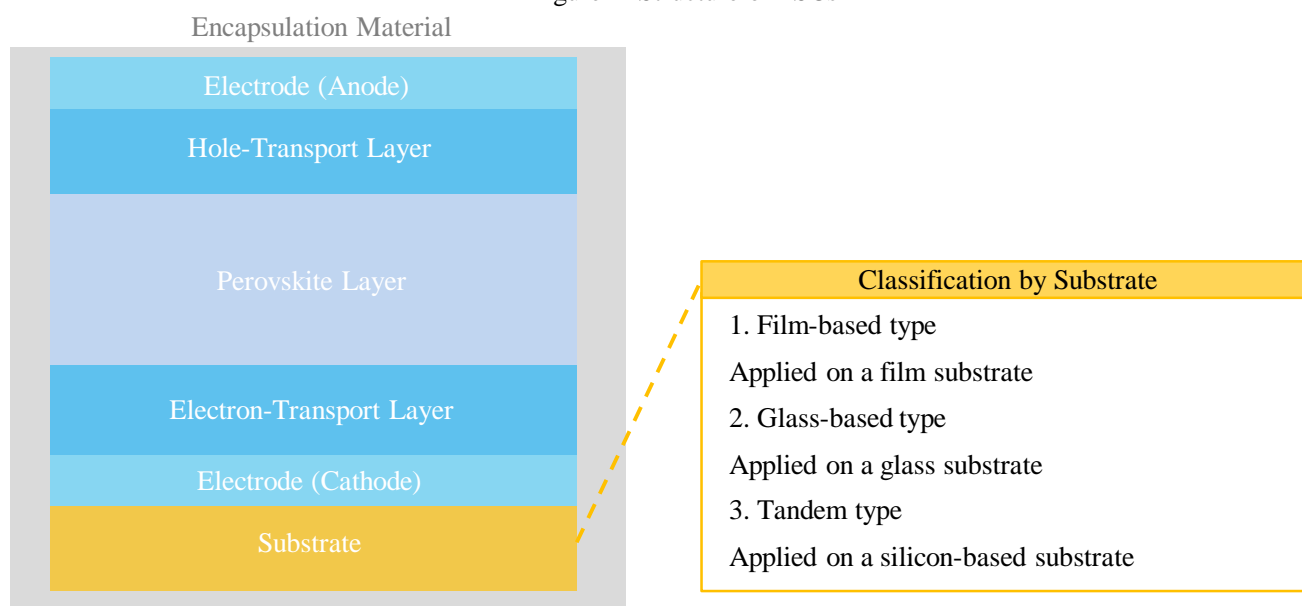 Encapsulation Material
Electrode (Anode)
Hole-Transport Layer
Perovskite Layer
Electron-Transport Layer
Electrode (Cathode)
Substrate
Classification by Substrate
1. Film-based type
Applied on a film substrate
2. Glass-based type
Applied on a glass substrate
3. Tandem type
Applied on a silicon-based substrate